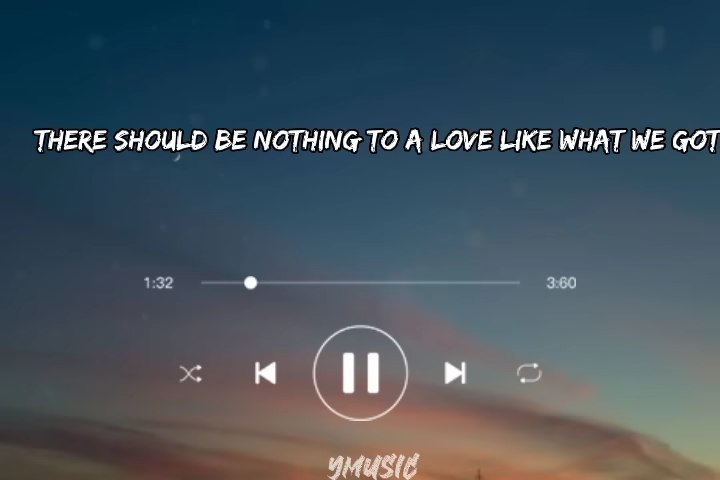 THERE SHOULD BE NOTHING TO A LOVE LIKE WHAT WE GOT
1:32 3:60
YMUSIC